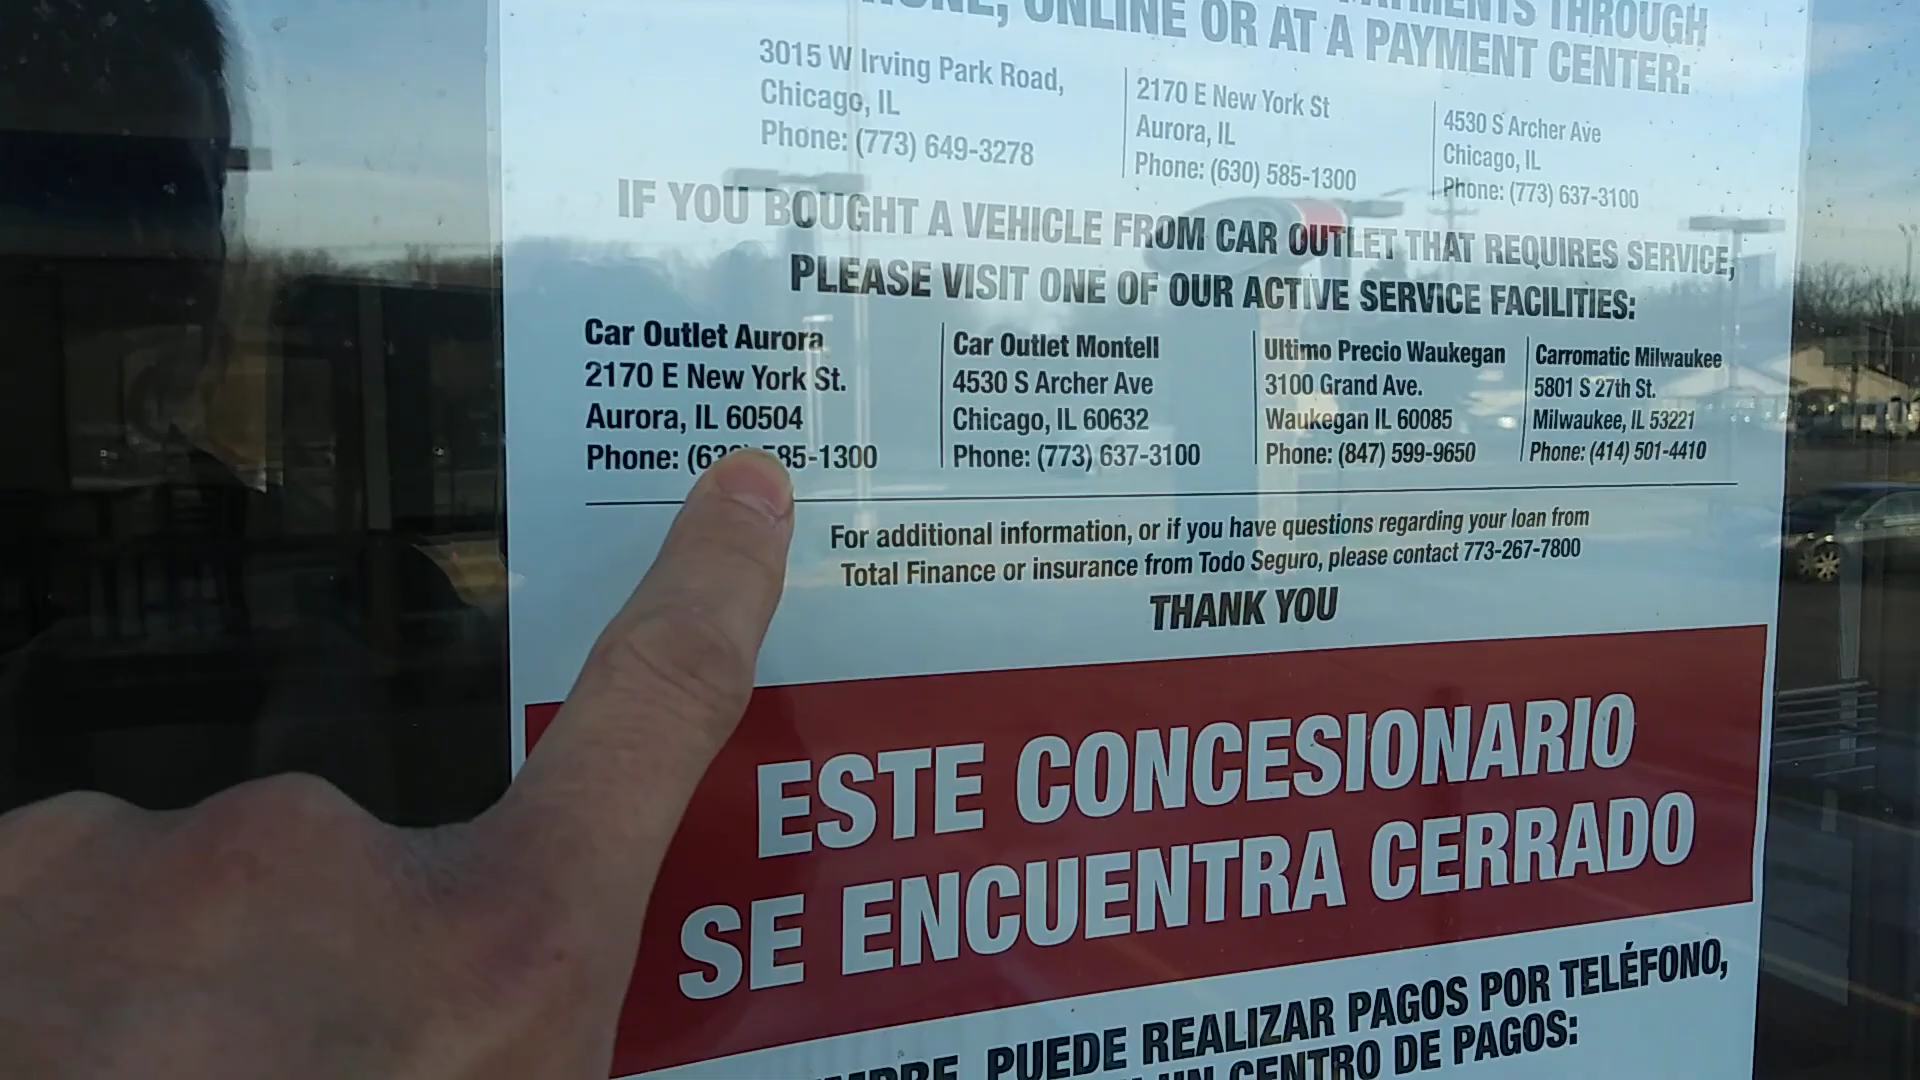 PAYMENTS THROUGH
ONLINE OR AT A PAYMENT CENTER:
3015 W Irving Park Road,
Chicago, IL
Phone: (773) 649-3278
2170 E New York St
Aurora, IL
Phone: (630) 585-1300
4530 S Archer Ave
Chicago, IL
Phone: (773) 637-3100
IF YOU BOUGHT A VEHICLE FROM CAR OUTLET THAT REQUIRES SERVICE,
PLEASE VISIT ONE OF OUR ACTIVE SERVICE FACILITIES:
Car Outlet Aurora
2170 E New York St.
Aurora, IL 60504
Phone: (630) 585-1300
Car Outlet Montell
4530 S Archer Ave
Chicago, IL 60632
Phone: (773) 637-3100
Ultimo Precio Waukegan
3100 Grand Ave.
Waukegan IL 60085
Phone: (847) 599-9650
Carromatic Milwaukee
5801 S 27th St.
Milwaukee, IL 53221
Phone: (414) 501-4410
For additional information, or if you have questions regarding your loan from
Total Finance or insurance from Todo Seguro, please contact 773-267-7800
THANK YOU
ESTE CONCESIONARIO
SE ENCUENTRA CERRADO
PUEDE REALIZAR PAGOS POR TELÉFONO,
UN CENTRO DE PAGOS: